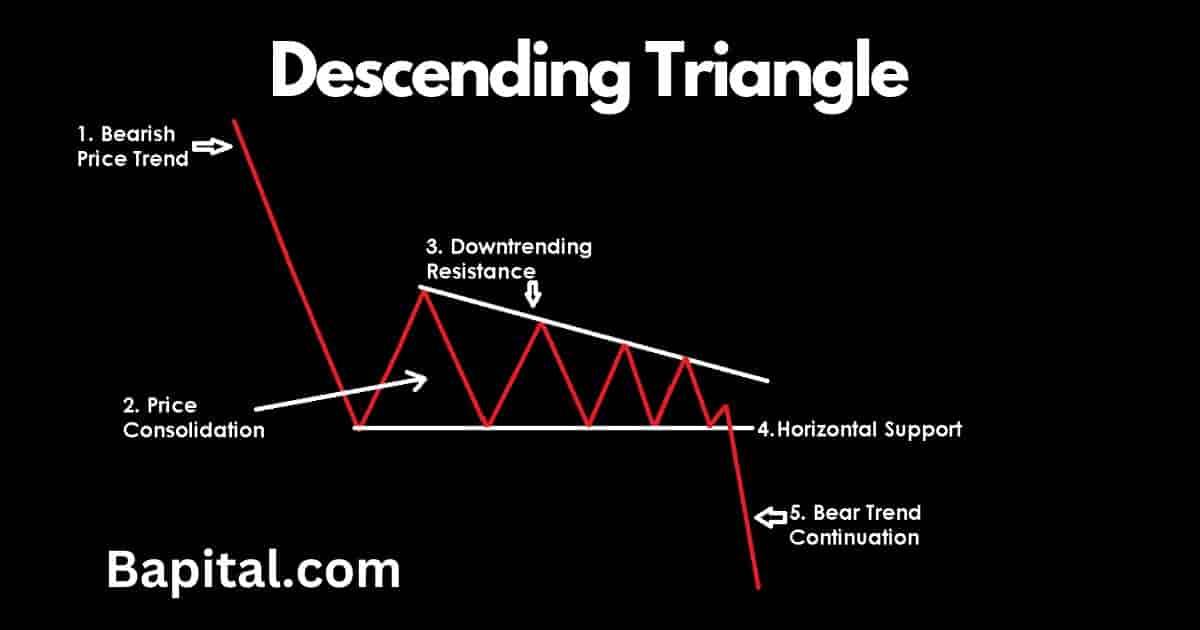 Descending Triangle
1. Bearish
Price Trend
3. Downtrending
Resistance
2. Price
Consolidation
4.Horizontal Support
5. Bear Trend
Continuation
Bapital.com